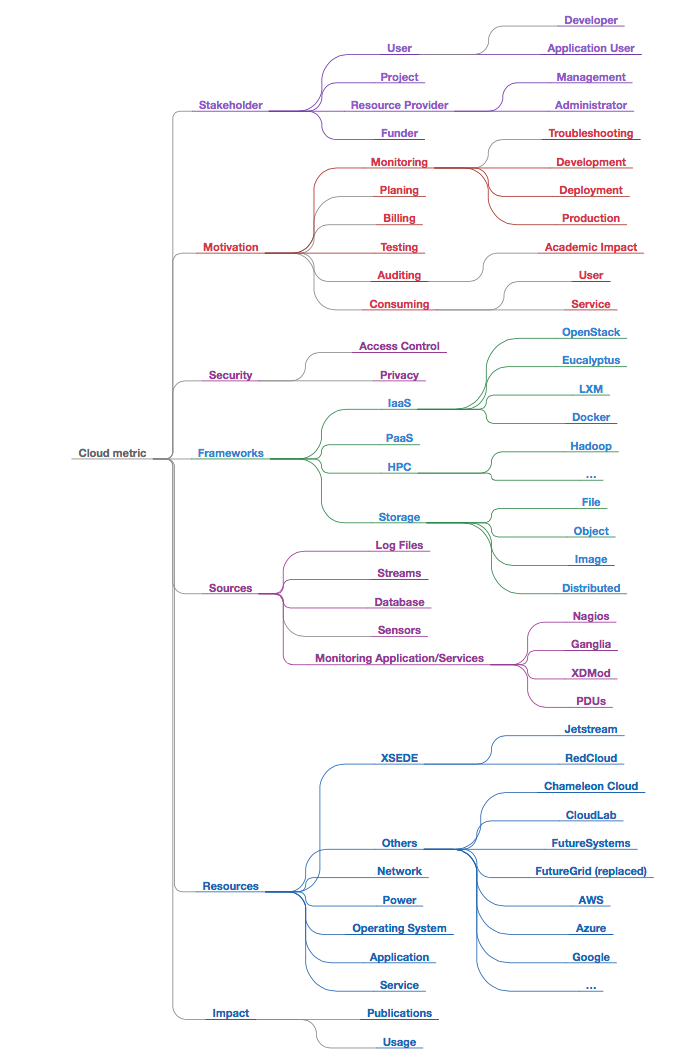 Developer
User
Application User
Project
Management
Stakeholder
Resource Provider
Administrator
Funder
Troubleshooting
Monitoring
Development
Planing
Deployment
Billing
Production
Motivation
Testing
Academic Impact
Auditing
User
Consuming
Service
OpenStack
Access Control
Eucalyptus
Security
Privacy
LXM
IaaS
Docker
PaaS
Hadoop
Cloud metric
Frameworks
HPC
...
File
Storage
Object
Log Files
Image
Streams
Distributed
Sources
Database
Nagios
Sensors
Ganglia
Monitoring Application/Services
XDMod
PDUs
Jetstream
XSEDE
RedCloud
Chameleon Cloud
CloudLab
Others
FutureSystems
Network
FutureGrid (replaced)
Resources
Power
AWS
Operating System
Azure
Application
Google
Service
...
Impact
Publications
Usage